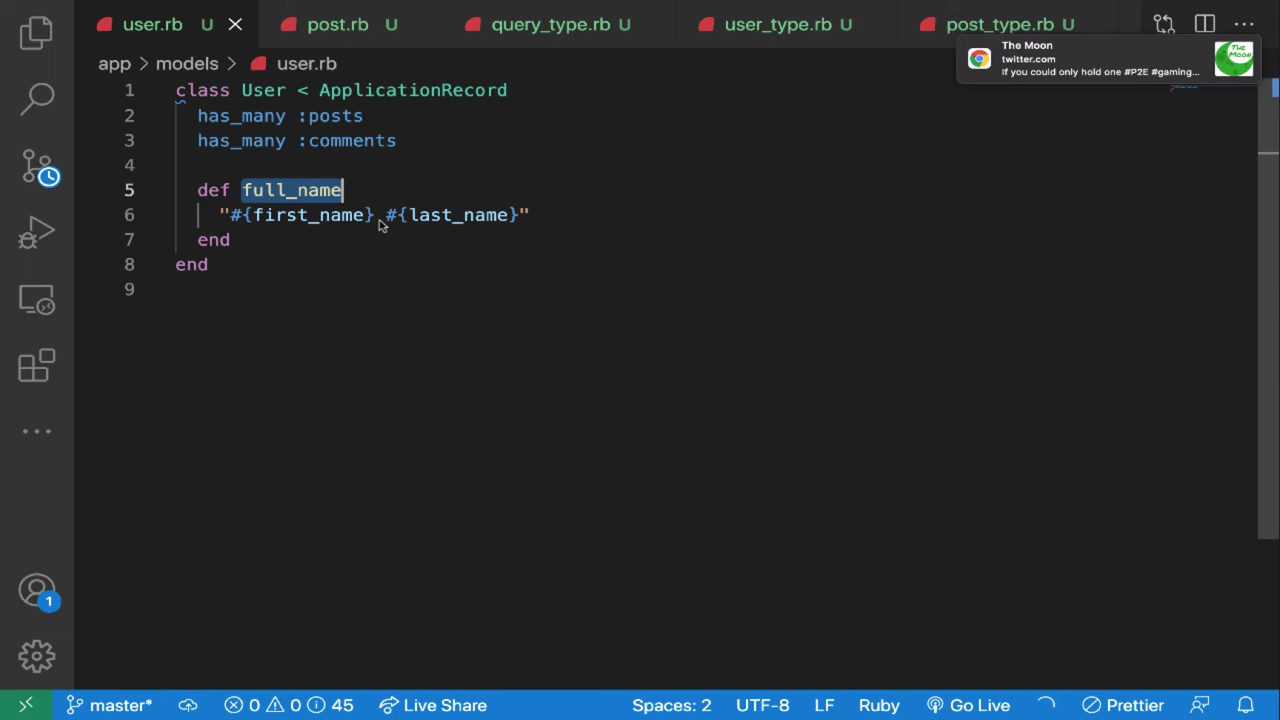 user.rb U post.rb U query_type.rb U user_type.rb U post_type.rb U
The Moon
twitter.com
If you could only hold one #P2E #gaming...
THE MOON
app > models > user.rb
1 class User < ApplicationRecord
2 has_many :posts
3 has_many :comments
4
5 def full_name
6 "#{first_name} #{last_name}"
7 end
8 end
9
1
master* 0 0 45 Live Share Spaces: 2 UTF-8 LF Ruby Go Live Prettier